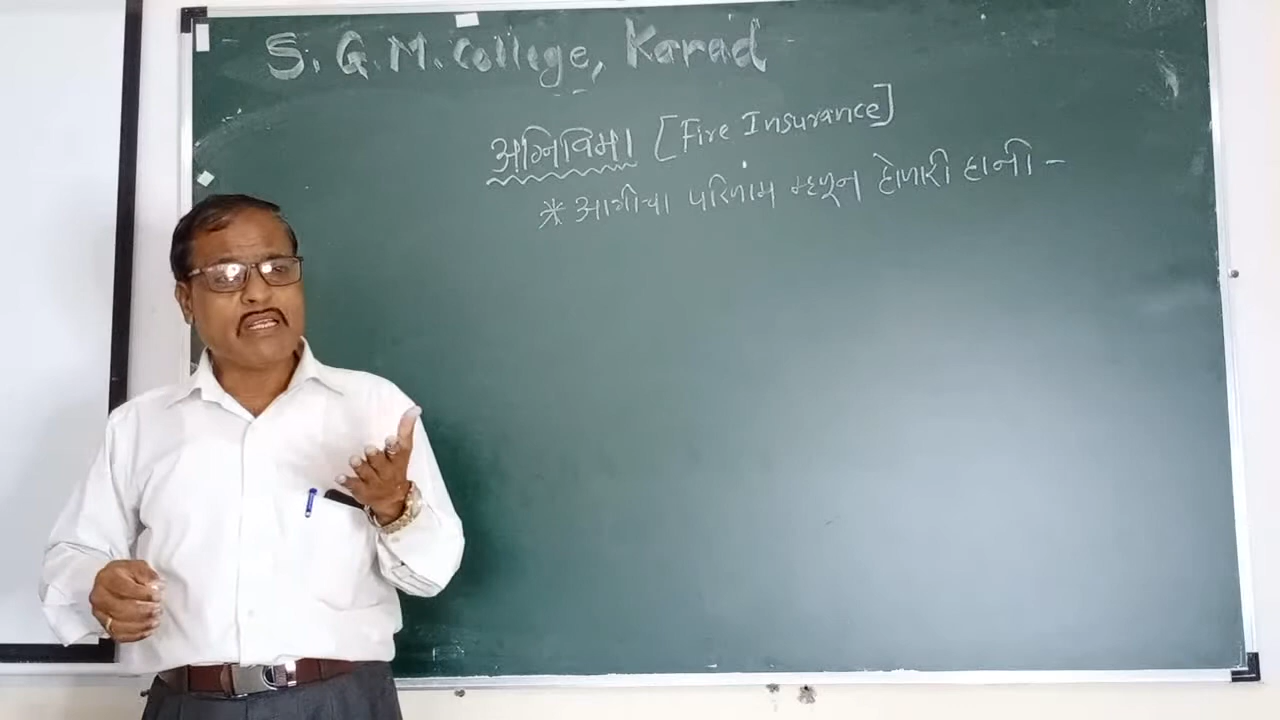 S. G. M. College, Karad
अग्निविमा [Fire Insurance]
* आगीचा परिणाम म्हणून होणारी हानी -